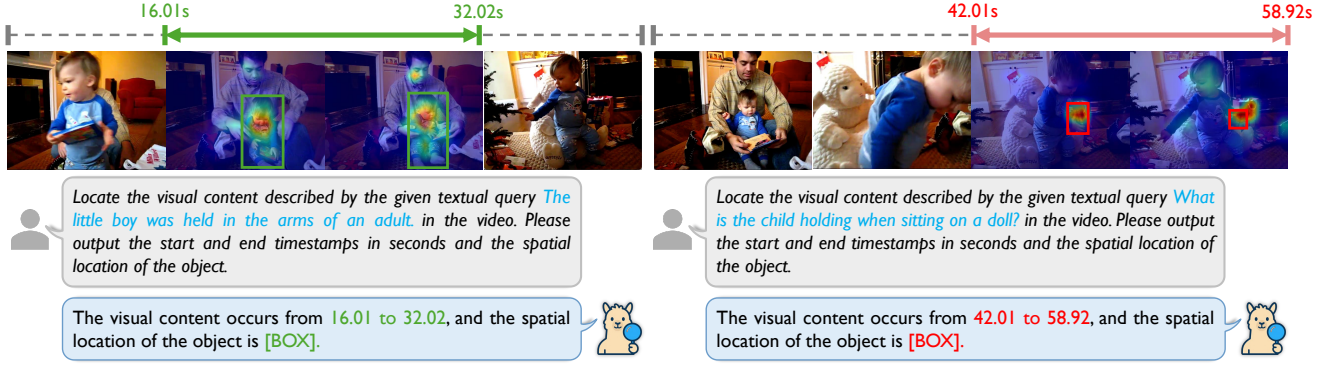 16.01s
32.02s
42.01s
58.92s
Locate the visual content described by the given textual query The
little boy was held in the arms of an adult. in the video. Please
output the start and end timestamps in seconds and the spatial
location of the object.
The visual content occurs from 16.01 to 32.02, and the spatial
location of the object is [BOX].
Locate the visual content described by the given textual query What
is the child holding when sitting on a doll? in the video. Please output
the start and end timestamps in seconds and the spatial location of
the object.
The visual content occurs from 42.01 to 58.92, and the spatial
location of the object is [BOX].